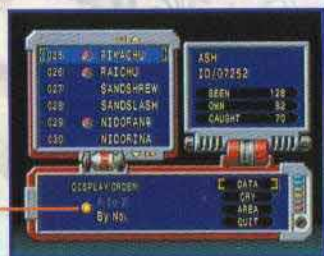 025 PIKACHU
026 RAICHU
027 SANDSHREW
028 SANDSLASH
029 NIDORAN♀
030 NIDORINA
ASH
ID/07252
SEEN 128
OWN 82
CAUGHT 70
DISPLAY ORDER
A to Z
By No.
DATA
CRY
AREA
QUIT